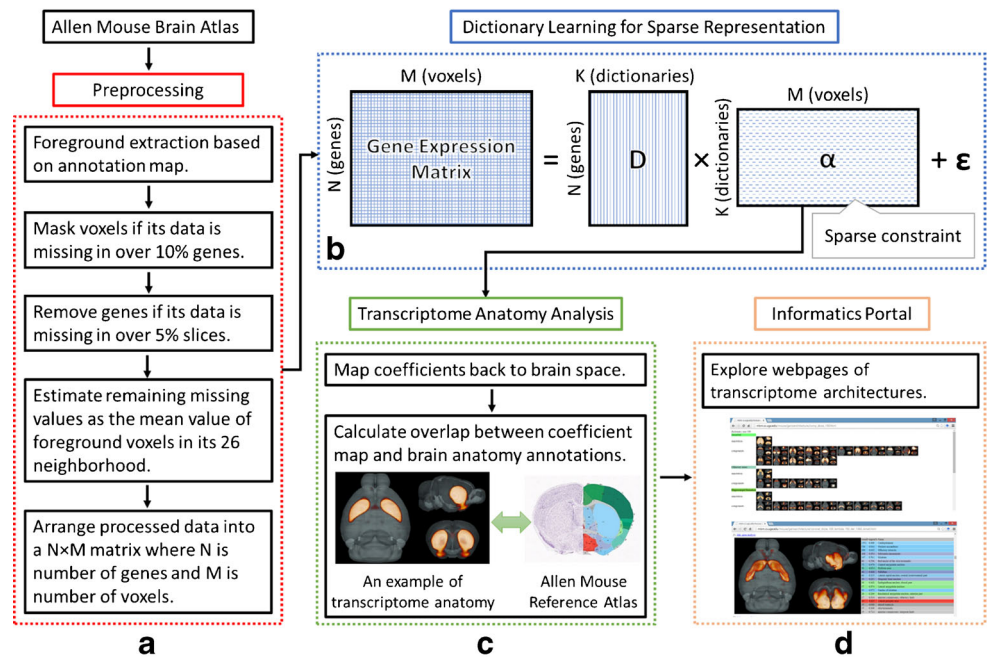 Allen Mouse Brain Atlas
Preprocessing
Foreground extraction based
on annotation map.
Mask voxels if its data is
missing in over 10% genes.
Remove genes if its data is
missing in over 5% slices.
Estimate remaining missing
values as the mean value of
foreground voxels in its 26
neighborhood.
Arrange processed data into
a N×M matrix where N is
number of genes and M is
number of voxels.
a
Dictionary Learning for Sparse Representation
M (voxels)
N (genes)
Gene Expression
Matrix
=
K (dictionaries)
N (genes)
D
×
M (voxels)
K (dictionaries)
α
+ ε
Sparse constraint
b
Transcriptome Anatomy Analysis
Map coefficients back to brain space.
Calculate overlap between coefficient
map and brain anatomy annotations.
An example of
transcriptome anatomy
Allen Mouse
Reference Atlas
c
Informatics Portal
Explore webpages of
transcriptome architectures.
d